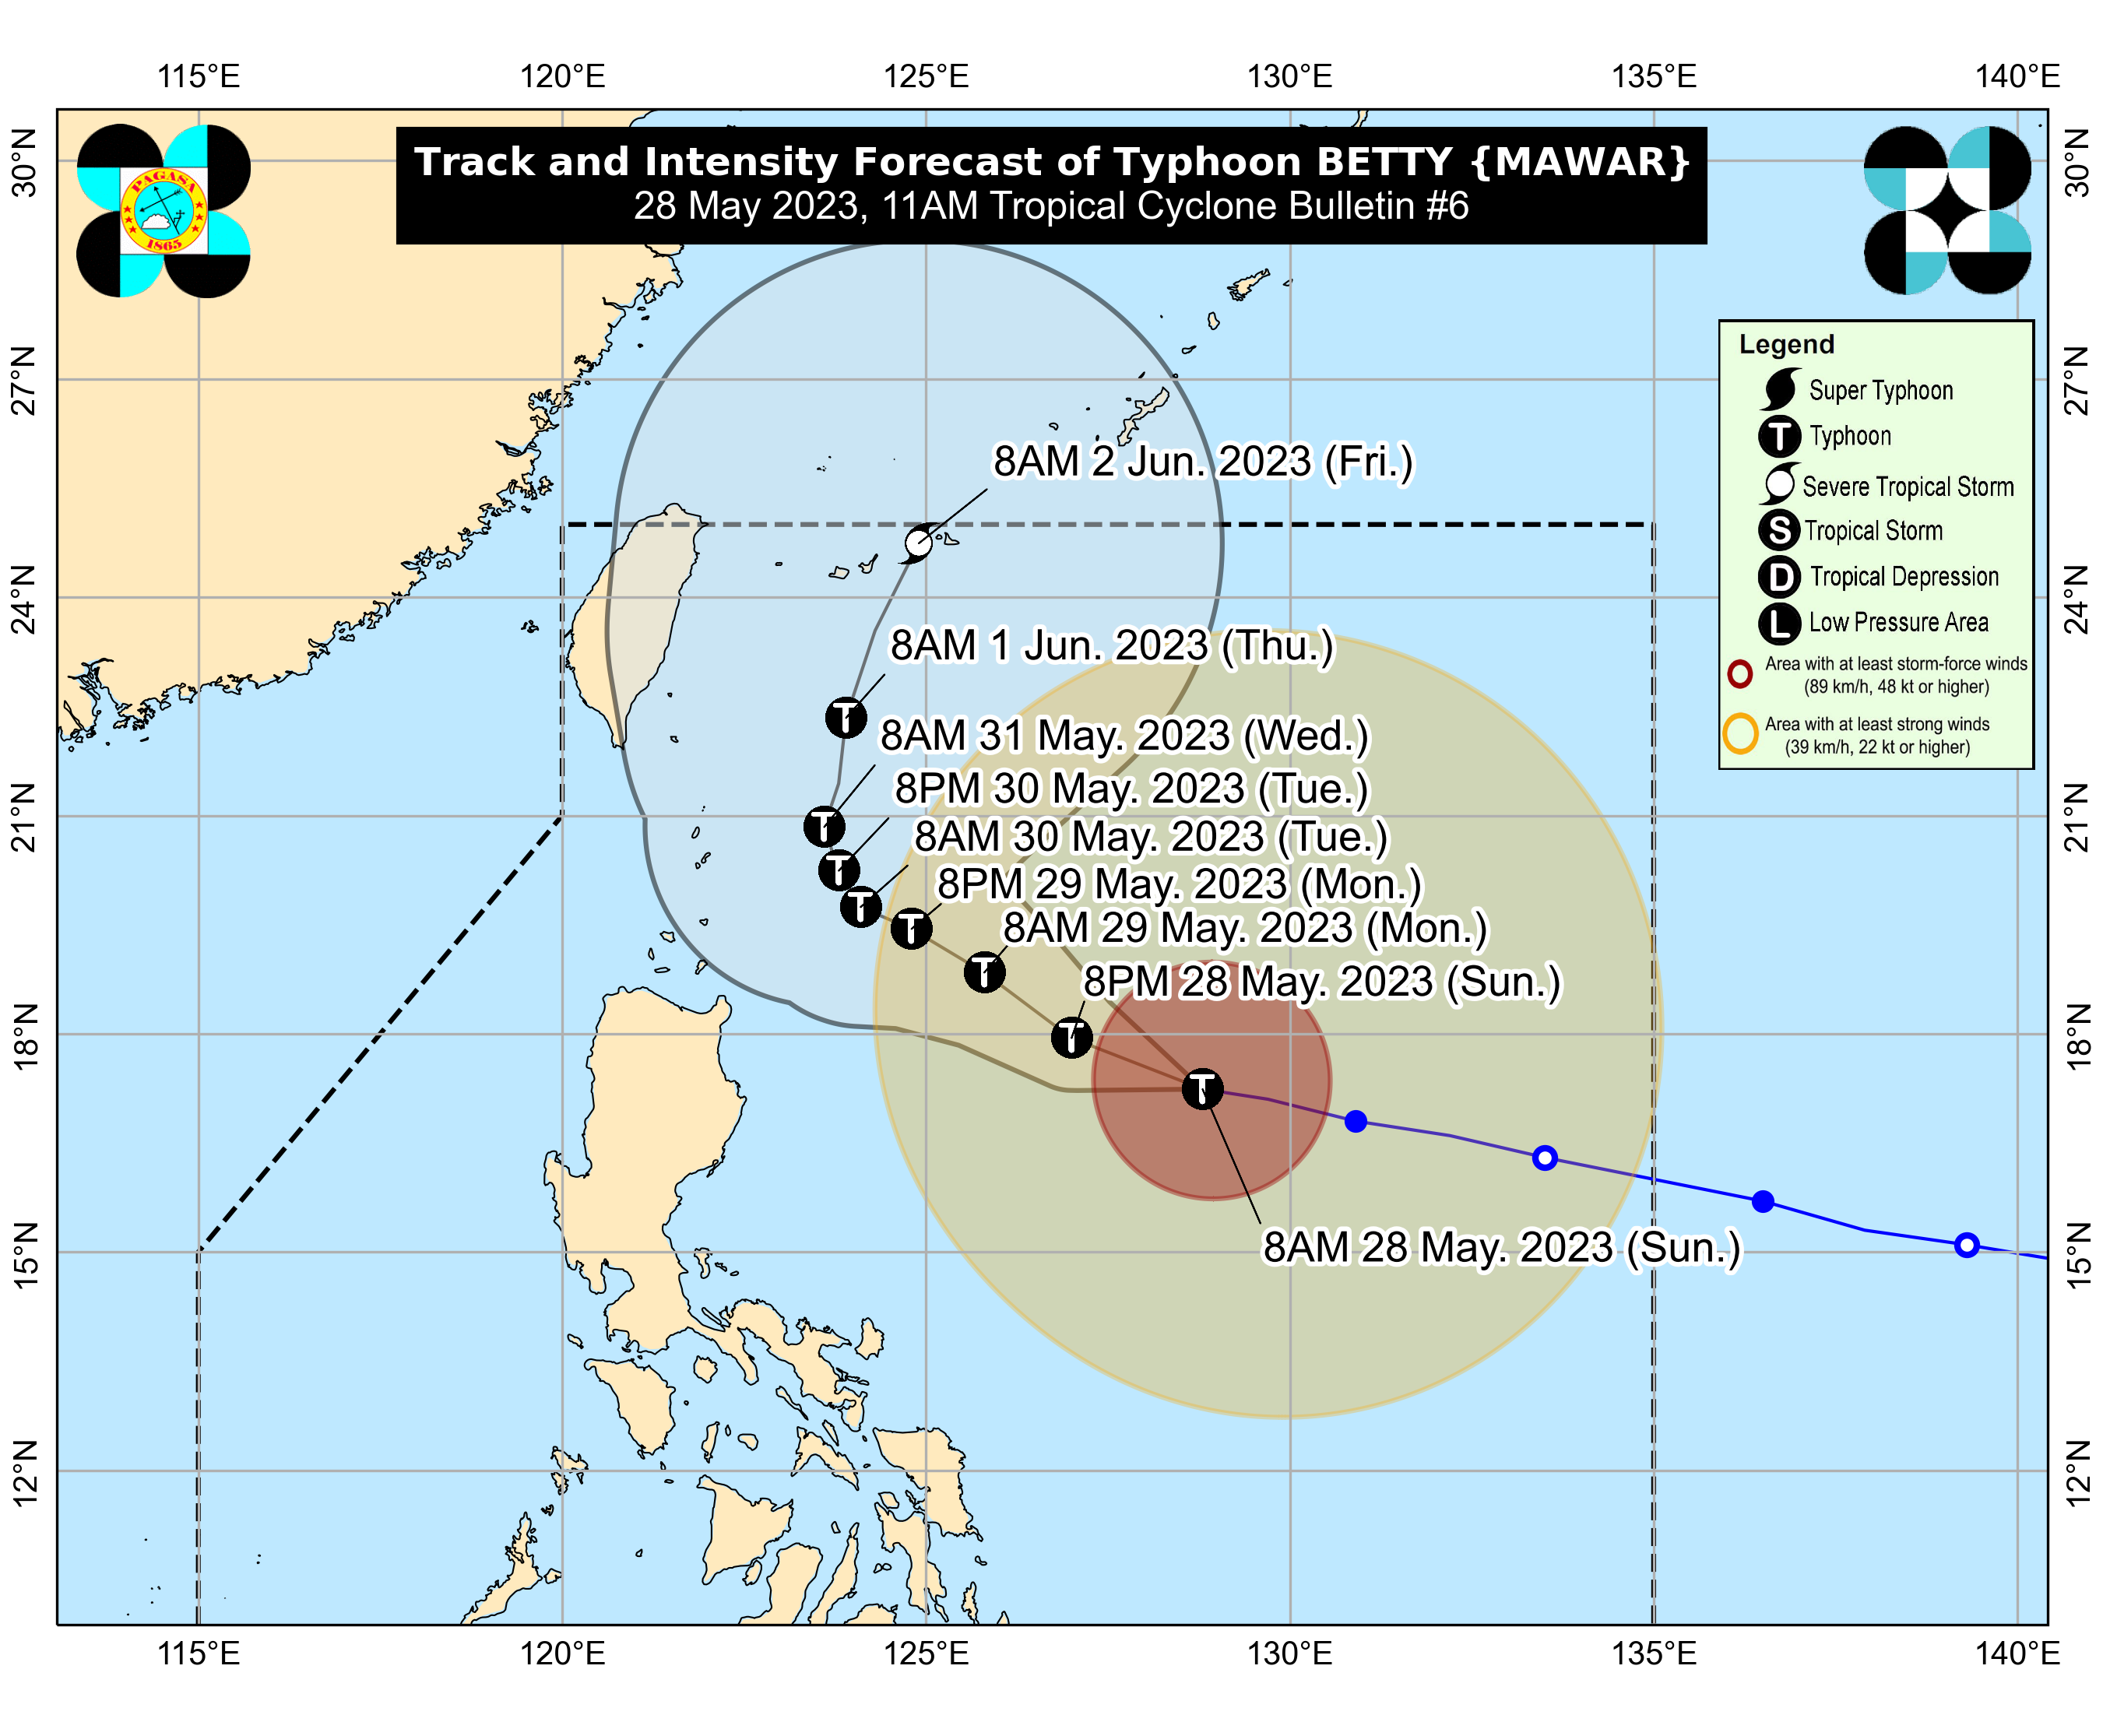 115°E 120°E 125°E 130°E 135°E 140°E
Track and Intensity Forecast of Typhoon BETTY {MAWAR}
28 May 2023, 11AM Tropical Cyclone Bulletin #6
PAGASA
1865
30°N 30°N
27°N 27°N
24°N 24°N
21°N 21°N
18°N 18°N
15°N 15°N
12°N 12°N
Legend
Super Typhoon
T Typhoon
Severe Tropical Storm
S Tropical Storm
D Tropical Depression
L Low Pressure Area
Area with at least storm-force winds
(89 km/h, 48 kt or higher)
Area with at least strong winds
(39 km/h, 22 kt or higher)
8AM 2 Jun. 2023 (Fri.)
8AM 1 Jun. 2023 (Thu.)
T
8AM 31 May. 2023 (Wed.)
T
8PM 30 May. 2023 (Tue.)
T
8AM 30 May. 2023 (Tue.)
T
8PM 29 May. 2023 (Mon.)
T
8AM 29 May. 2023 (Mon.)
T
8PM 28 May. 2023 (Sun.)
T
T
8AM 28 May. 2023 (Sun.)
115°E 120°E 125°E 130°E 135°E 140°E